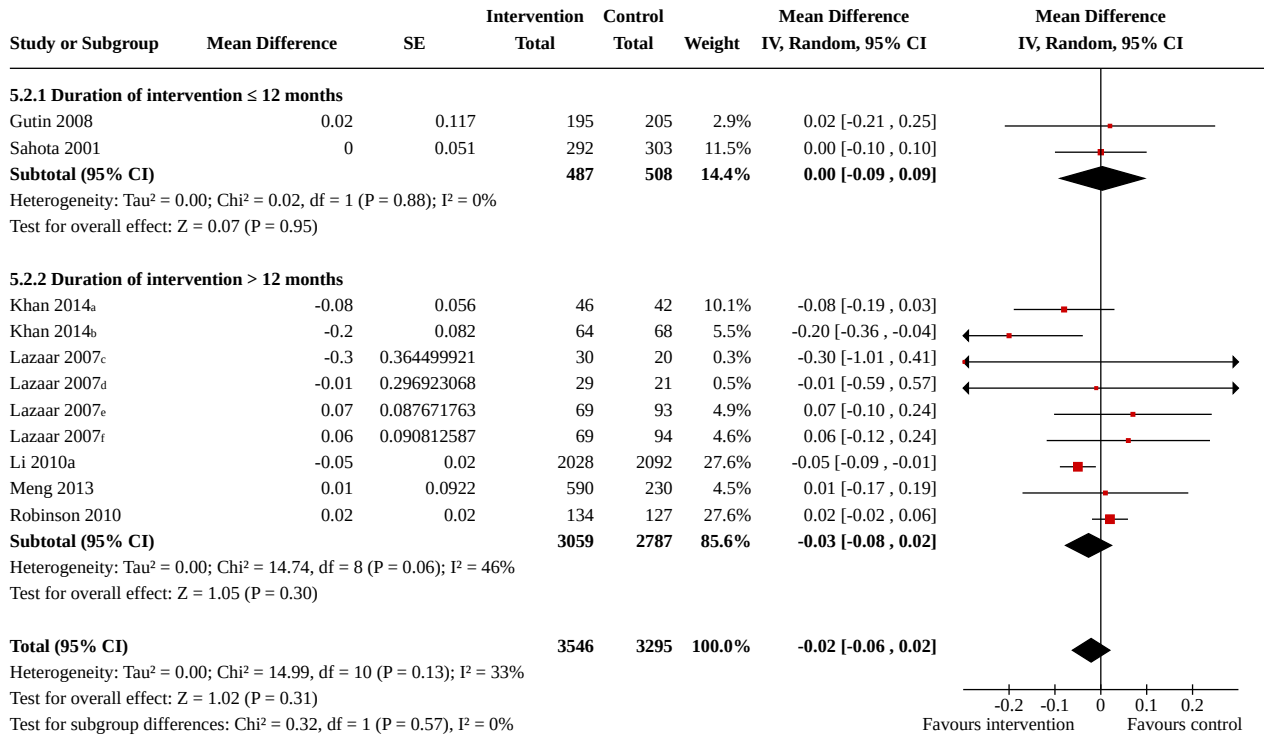 Intervention Control Mean Difference Mean Difference
Study or Subgroup Mean Difference SE Total Total Weight IV, Random, 95% CI IV, Random, 95% CI
5.2.1 Duration of intervention ≤ 12 months
Gutin 2008 0.02 0.117 195 205 2.9% 0.02 [-0.21 , 0.25]
Sahota 2001 0 0.051 292 303 11.5% 0.00 [-0.10 , 0.10]
Subtotal (95% CI) 487 508 14.4% 0.00 [-0.09 , 0.09]
Heterogeneity: Tau² = 0.00; Chi² = 0.02, df = 1 (P = 0.88); I² = 0%
Test for overall effect: Z = 0.07 (P = 0.95)
5.2.2 Duration of intervention > 12 months
Khan 2014a -0.08 0.056 46 42 10.1% -0.08 [-0.19 , 0.03]
Khan 2014b -0.2 0.082 64 68 5.5% -0.20 [-0.36 , -0.04]
Lazaar 2007c -0.3 0.364499921 30 20 0.3% -0.30 [-1.01 , 0.41]
Lazaar 2007d -0.01 0.296923068 29 21 0.5% -0.01 [-0.59 , 0.57]
Lazaar 2007e 0.07 0.087671763 69 93 4.9% 0.07 [-0.10 , 0.24]
Lazaar 2007f 0.06 0.090812587 69 94 4.6% 0.06 [-0.12 , 0.24]
Li 2010a -0.05 0.02 2028 2092 27.6% -0.05 [-0.09 , -0.01]
Meng 2013 0.01 0.0922 590 230 4.5% 0.01 [-0.17 , 0.19]
Robinson 2010 0.02 0.02 134 127 27.6% 0.02 [-0.02 , 0.06]
Subtotal (95% CI) 3059 2787 85.6% -0.03 [-0.08 , 0.02]
Heterogeneity: Tau² = 0.00; Chi² = 14.74, df = 8 (P = 0.06); I² = 46%
Test for overall effect: Z = 1.05 (P = 0.30)
Total (95% CI) 3546 3295 100.0% -0.02 [-0.06 , 0.02]
Heterogeneity: Tau² = 0.00; Chi² = 14.99, df = 10 (P = 0.13); I² = 33%
Test for overall effect: Z = 1.02 (P = 0.31)
-0.2 -0.1 0 0.1 0.2
Test for subgroup differences: Chi² = 0.32, df = 1 (P = 0.57), I² = 0%
Favours intervention Favours control